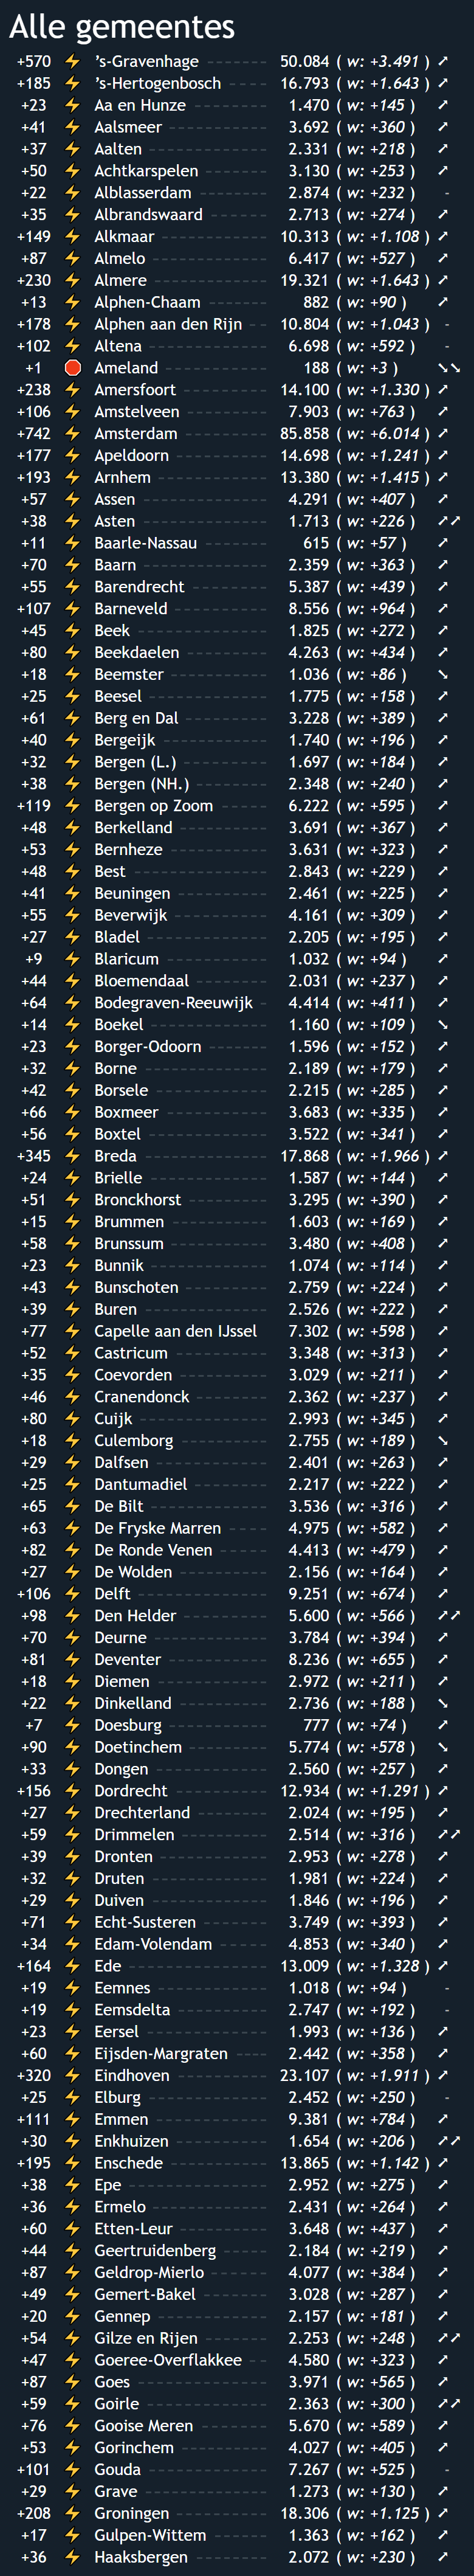 Alle gemeentes
+570 ⚡ ’s-Gravenhage 50.084 ( w: +3.491 ) ➚
+185 ⚡ ’s-Hertogenbosch 16.793 ( w: +1.643 ) ➚
+23 ⚡ Aa en Hunze 1.470 ( w: +145 ) ➚
+41 ⚡ Aalsmeer 3.692 ( w: +360 ) ➚
+37 ⚡ Aalten 2.331 ( w: +218 ) ➚
+50 ⚡ Achtkarspelen 3.130 ( w: +253 ) ➚
+22 ⚡ Alblasserdam 2.874 ( w: +232 ) -
+35 ⚡ Albrandswaard 2.713 ( w: +274 ) ➚
+149 ⚡ Alkmaar 10.313 ( w: +1.108 ) ➚
+87 ⚡ Almelo 6.417 ( w: +527 ) ➚
+230 ⚡ Almere 19.321 ( w: +1.643 ) ➚
+13 ⚡ Alphen-Chaam 882 ( w: +90 ) ➚
+178 ⚡ Alphen aan den Rijn 10.804 ( w: +1.043 ) -
+102 ⚡ Altena 6.698 ( w: +592 ) -
+1 🛑 Ameland 188 ( w: +3 ) ➘➘
+238 ⚡ Amersfoort 14.100 ( w: +1.330 ) ➚
+106 ⚡ Amstelveen 7.903 ( w: +763 ) ➚
+742 ⚡ Amsterdam 85.858 ( w: +6.014 ) ➚
+177 ⚡ Apeldoorn 14.698 ( w: +1.241 ) ➚
+193 ⚡ Arnhem 13.380 ( w: +1.415 ) ➚
+57 ⚡ Assen 4.291 ( w: +407 ) ➚
+38 ⚡ Asten 1.713 ( w: +226 ) ➚➚
+11 ⚡ Baarle-Nassau 615 ( w: +57 ) ➚
+70 ⚡ Baarn 2.359 ( w: +363 ) ➚
+55 ⚡ Barendrecht 5.387 ( w: +439 ) ➚
+107 ⚡ Barneveld 8.556 ( w: +964 ) ➚
+45 ⚡ Beek 1.825 ( w: +272 ) ➚
+80 ⚡ Beekdaelen 4.263 ( w: +434 ) ➚
+18 ⚡ Beemster 1.036 ( w: +86 ) ➘
+25 ⚡ Beesel 1.775 ( w: +158 ) ➚
+61 ⚡ Berg en Dal 3.228 ( w: +389 ) ➚
+40 ⚡ Bergeijk 1.740 ( w: +196 ) ➚
+32 ⚡ Bergen (L.) 1.697 ( w: +184 ) ➚
+38 ⚡ Bergen (NH.) 2.348 ( w: +240 ) ➚
+119 ⚡ Bergen op Zoom 6.222 ( w: +595 ) ➚
+48 ⚡ Berkelland 3.691 ( w: +367 ) ➚
+53 ⚡ Bernheze 3.631 ( w: +323 ) ➚
+48 ⚡ Best 2.843 ( w: +229 ) ➚
+41 ⚡ Beuningen 2.461 ( w: +225 ) ➚
+55 ⚡ Beverwijk 4.161 ( w: +309 ) ➚
+27 ⚡ Bladel 2.205 ( w: +195 ) ➚
+9 ⚡ Blaricum 1.032 ( w: +94 ) ➚
+44 ⚡ Bloemendaal 2.031 ( w: +237 ) ➚
+64 ⚡ Bodegraven-Reeuwijk 4.414 ( w: +411 ) ➚
+14 ⚡ Boekel 1.160 ( w: +109 ) ➘
+23 ⚡ Borger-Odoorn 1.596 ( w: +152 ) ➚
+32 ⚡ Borne 2.189 ( w: +179 ) ➚
+42 ⚡ Borsele 2.215 ( w: +285 ) ➚
+66 ⚡ Boxmeer 3.683 ( w: +335 ) ➚
+56 ⚡ Boxtel 3.522 ( w: +341 ) ➚
+345 ⚡ Breda 17.868 ( w: +1.966 ) ➚
+24 ⚡ Brielle 1.587 ( w: +144 ) ➚
+51 ⚡ Bronckhorst 3.295 ( w: +390 ) ➚
+15 ⚡ Brummen 1.603 ( w: +169 ) ➚
+58 ⚡ Brunssum 3.480 ( w: +408 ) ➚
+23 ⚡ Bunnik 1.074 ( w: +114 ) ➚
+43 ⚡ Bunschoten 2.759 ( w: +224 ) ➚
+39 ⚡ Buren 2.526 ( w: +222 ) ➚
+77 ⚡ Capelle aan den IJssel 7.302 ( w: +598 ) ➚
+52 ⚡ Castricum 3.348 ( w: +313 ) ➚
+35 ⚡ Coevorden 3.029 ( w: +211 ) ➚
+46 ⚡ Cranendonck 2.362 ( w: +237 ) ➚
+80 ⚡ Cuijk 2.993 ( w: +345 ) ➚
+18 ⚡ Culemborg 2.755 ( w: +189 ) ➘
+29 ⚡ Dalfsen 2.401 ( w: +263 ) ➚
+25 ⚡ Dantumadiel 2.217 ( w: +222 ) ➚
+65 ⚡ De Bilt 3.536 ( w: +316 ) ➚
+63 ⚡ De Fryske Marren 4.975 ( w: +582 ) ➚
+82 ⚡ De Ronde Venen 4.413 ( w: +479 ) ➚
+27 ⚡ De Wolden 2.156 ( w: +164 ) ➚
+106 ⚡ Delft 9.251 ( w: +674 ) ➚
+98 ⚡ Den Helder 5.600 ( w: +566 ) ➚➚
+70 ⚡ Deurne 3.784 ( w: +394 ) ➚
+81 ⚡ Deventer 8.236 ( w: +655 ) ➚
+18 ⚡ Diemen 2.972 ( w: +211 ) ➚
+22 ⚡ Dinkelland 2.736 ( w: +188 ) ➘
+7 ⚡ Doesburg 777 ( w: +74 ) ➚
+90 ⚡ Doetinchem 5.774 ( w: +578 ) ➘
+33 ⚡ Dongen 2.560 ( w: +257 ) ➚
+156 ⚡ Dordrecht 12.934 ( w: +1.291 ) ➚
+27 ⚡ Drechterland 2.024 ( w: +195 ) ➚
+59 ⚡ Drimmelen 2.514 ( w: +316 ) ➚➚
+39 ⚡ Dronten 2.953 ( w: +278 ) ➚
+32 ⚡ Druten 1.981 ( w: +224 ) ➚
+29 ⚡ Duiven 1.846 ( w: +196 ) ➚
+71 ⚡ Echt-Susteren 3.749 ( w: +393 ) ➚
+34 ⚡ Edam-Volendam 4.853 ( w: +340 ) ➚
+164 ⚡ Ede 13.009 ( w: +1.328 ) ➚
+19 ⚡ Eemnes 1.018 ( w: +94 ) -
+19 ⚡ Eemsdelta 2.747 ( w: +192 ) -
+23 ⚡ Eersel 1.993 ( w: +136 ) ➚
+60 ⚡ Eijsden-Margraten 2.442 ( w: +358 ) ➚
+320 ⚡ Eindhoven 23.107 ( w: +1.911 ) ➚
+25 ⚡ Elburg 2.452 ( w: +250 ) -
+111 ⚡ Emmen 9.381 ( w: +784 ) ➚
+30 ⚡ Enkhuizen 1.654 ( w: +206 ) ➚➚
+195 ⚡ Enschede 13.865 ( w: +1.142 ) ➚
+38 ⚡ Epe 2.952 ( w: +275 ) ➚
+36 ⚡ Ermelo 2.431 ( w: +264 ) ➚
+60 ⚡ Etten-Leur 3.648 ( w: +437 ) ➚
+44 ⚡ Geertruidenberg 2.184 ( w: +219 ) ➚
+87 ⚡ Geldrop-Mierlo 4.077 ( w: +384 ) ➚
+49 ⚡ Gemert-Bakel 3.028 ( w: +287 ) ➚
+20 ⚡ Gennep 2.157 ( w: +181 ) ➚
+54 ⚡ Gilze en Rijen 2.253 ( w: +248 ) ➚➚
+47 ⚡ Goeree-Overflakkee 4.580 ( w: +323 ) ➚
+87 ⚡ Goes 3.971 ( w: +565 ) ➚
+59 ⚡ Goirle 2.363 ( w: +300 ) ➚➚
+76 ⚡ Gooise Meren 5.670 ( w: +589 ) ➚
+53 ⚡ Gorinchem 4.027 ( w: +405 ) ➚
+101 ⚡ Gouda 7.267 ( w: +525 ) -
+29 ⚡ Grave 1.273 ( w: +130 ) ➚
+208 ⚡ Groningen 18.306 ( w: +1.125 ) ➚
+17 ⚡ Gulpen-Wittem 1.363 ( w: +162 ) ➚
+36 ⚡ Haaksbergen 2.072 ( w: +230 ) ➚